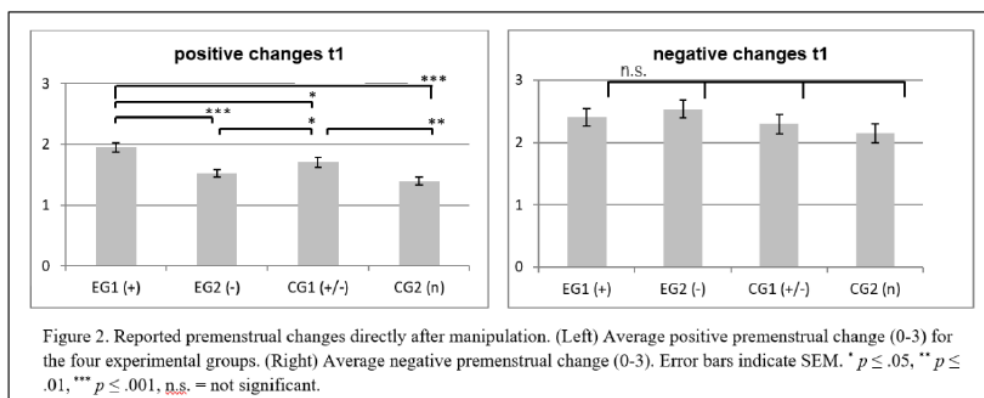 positive changes t1
3
***
*
***
*
**
2
1
0
EG1 (+) EG2 (-) CG1 (+/-) CG2 (n)
negative changes t1
n.s.
3
2
1
0
EG1 (+) EG2 (-) CG1 (+/-) CG2 (n)
Figure 2. Reported premenstrual changes directly after manipulation. (Left) Average positive premenstrual change (0-3) for
the four experimental groups. (Right) Average negative premenstrual change (0-3). Error bars indicate SEM. * p ≤ .05, ** p ≤
.01, *** p ≤ .001, n.s. = not significant.